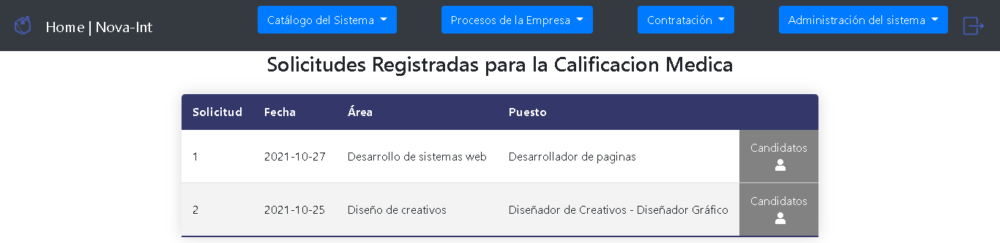 Home | Nova-Int Catálogo del Sistema Procesos de la Empresa Contratación Administración del sistema
Solicitudes Registradas para la Calificacion Medica
Solicitud Fecha Área Puesto
1 2021-10-27 Desarrollo de sistemas web Desarrollador de paginas Candidatos
2 2021-10-25 Diseño de creativos Diseñador de Creativos - Diseñador Gráfico Candidatos